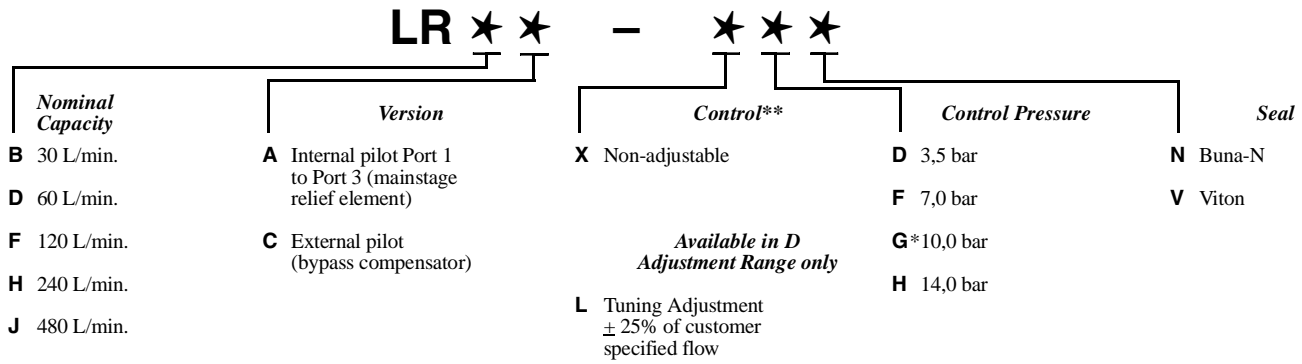 LR ✶ ✶ – ✶ ✶ ✶
Nominal
Capacity
B 30 L/min.
D 60 L/min.
F 120 L/min.
H 240 L/min.
J 480 L/min.
Version
A Internal pilot Port 1
to Port 3 (mainstage
relief element)
C External pilot
(bypass compensator)
Control**
X Non-adjustable
Available in D
Adjustment Range only
L Tuning Adjustment
± 25% of customer
specified flow
Control Pressure
D 3,5 bar
F 7,0 bar
G*10,0 bar
H 14,0 bar
Seal
N Buna-N
V Viton